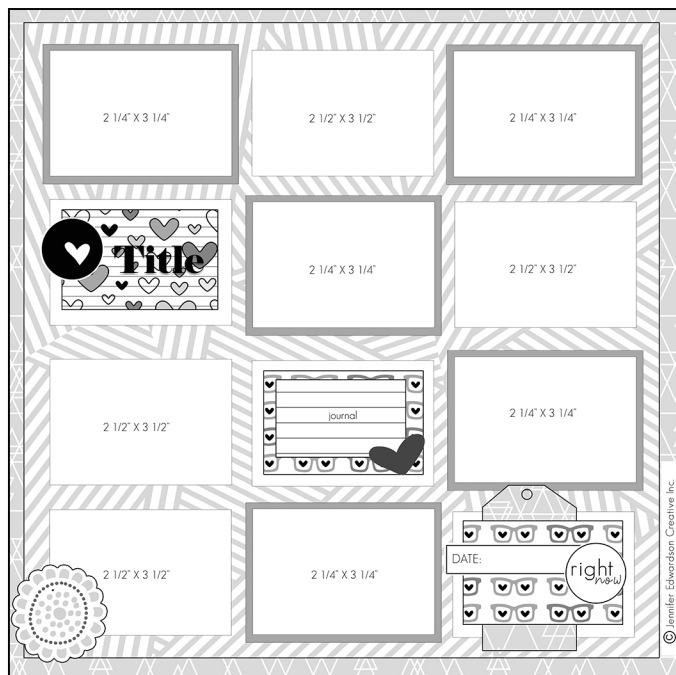 2 1/4" X 3 1/4"
2 1/2" X 3 1/2"
2 1/4" X 3 1/4"
Title
2 1/4" X 3 1/4"
2 1/2" X 3 1/2"
2 1/2" X 3 1/2"
journal
2 1/4" X 3 1/4"
2 1/2" X 3 1/2"
2 1/4" X 3 1/4"
DATE:
right
now
© Jennifer Edwardson Creative Inc.